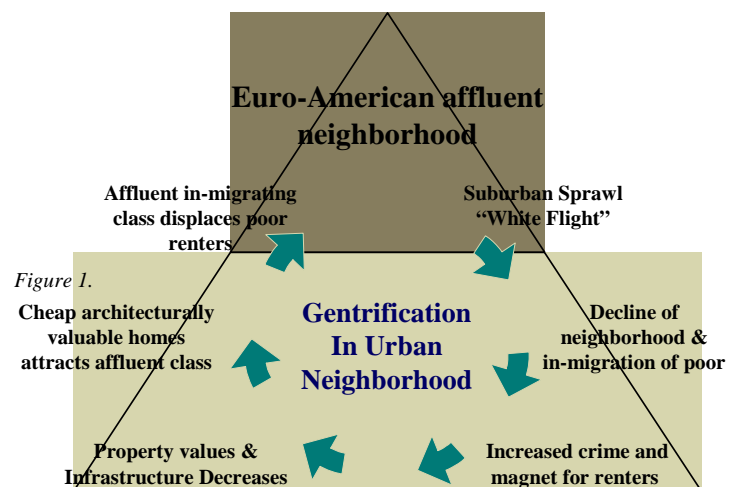 Euro-American affluent
neighborhood
Affluent in-migrating
class displaces poor
renters
Suburban Sprawl
“White Flight”
Figure 1.
Cheap architecturally
valuable homes
attracts affluent class
Gentrification
In Urban
Neighborhood
Decline of
neighborhood &
in-migration of poor
Property values &
Infrastructure Decreases
Increased crime and
magnet for renters